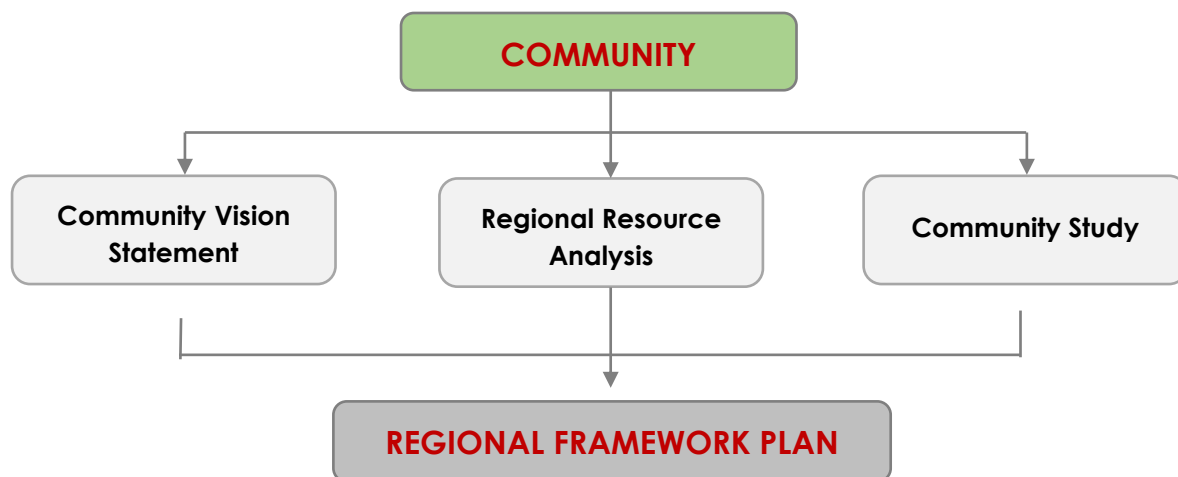 COMMUNITY
Community Vision
Statement
Regional Resource
Analysis
Community Study
REGIONAL FRAMEWORK PLAN